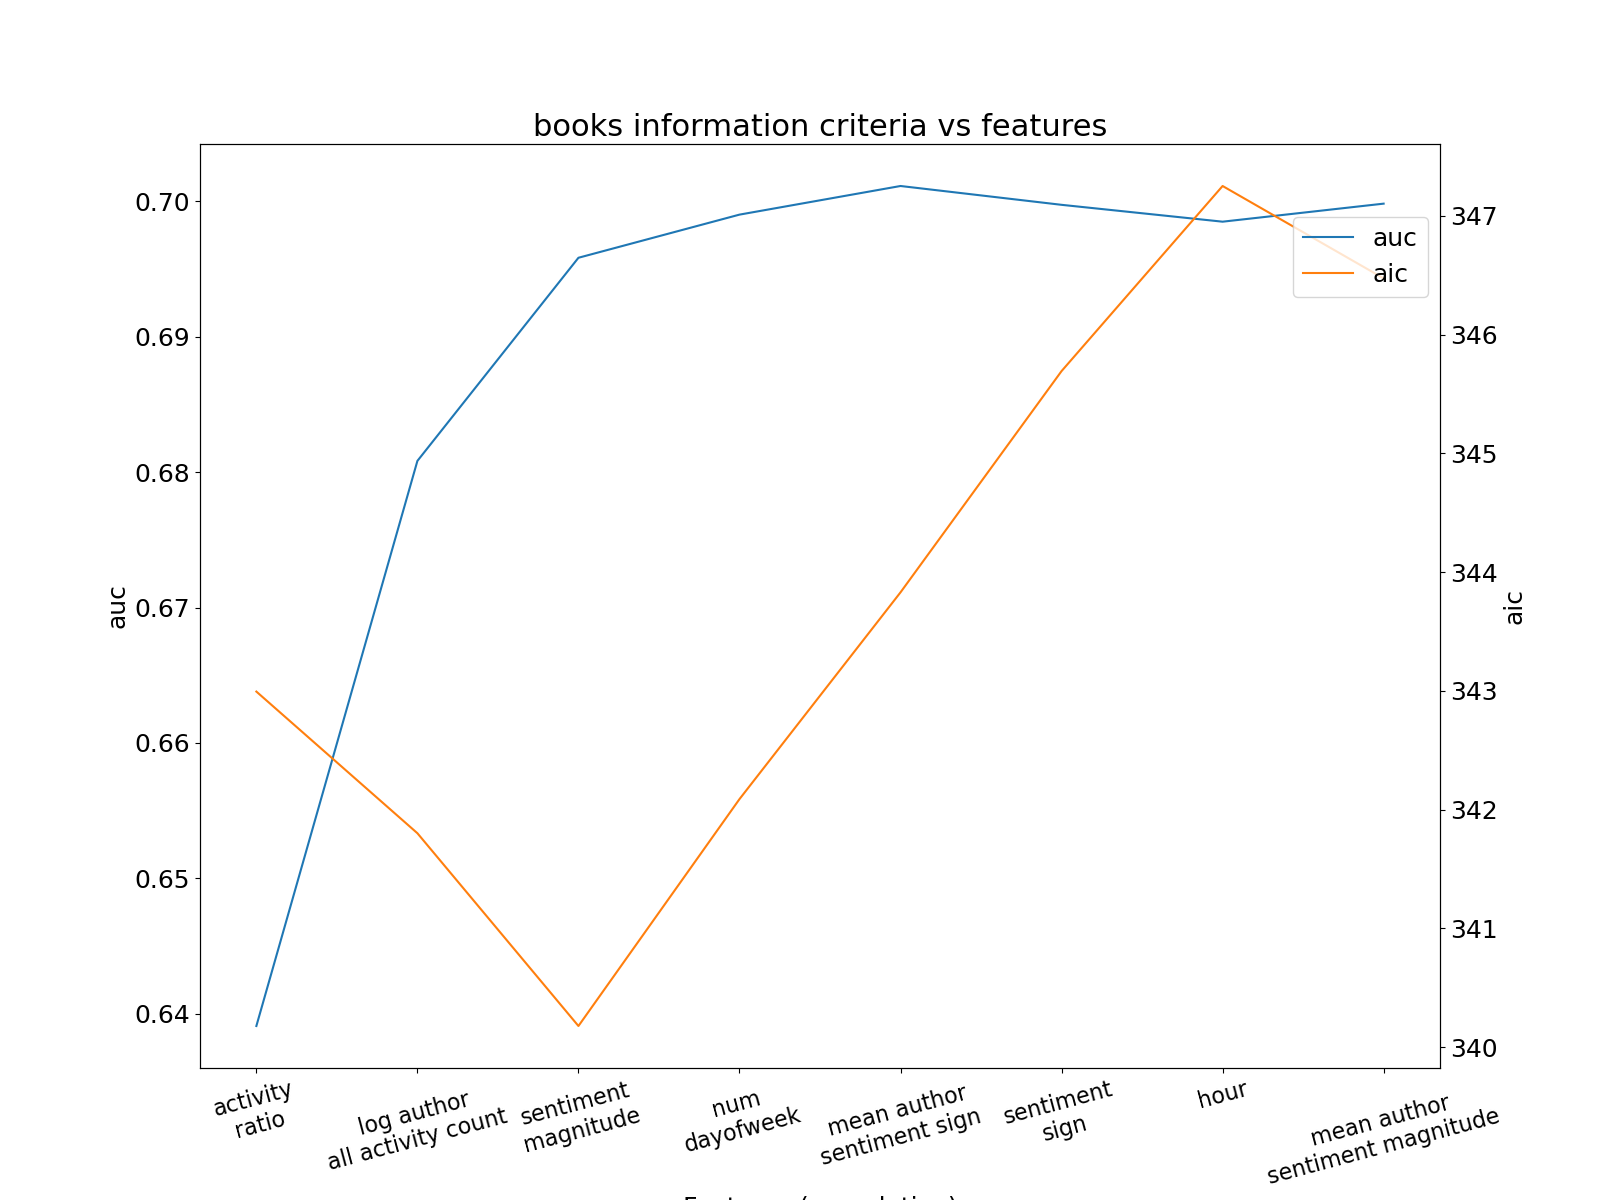 books information criteria vs features
0.70
0.69
0.68
0.67
0.66
0.65
0.64
auc
347
346
345
344
343
342
341
340
aic
auc
aic
activity
ratio
log author
all activity count
sentiment
magnitude
num
dayofweek
mean author
sentiment sign
sentiment
sign
hour
mean author
sentiment magnitude